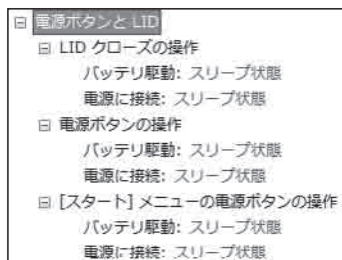 電源ボタンと LID
LID クローズの操作
バッテリ駆動: スリープ状態
電源に接続: スリープ状態
電源ボタンの操作
バッテリ駆動: スリープ状態
電源に接続: スリープ状態
[スタート] メニューの電源ボタンの操作
バッテリ駆動: スリープ状態
電源に接続: スリープ状態